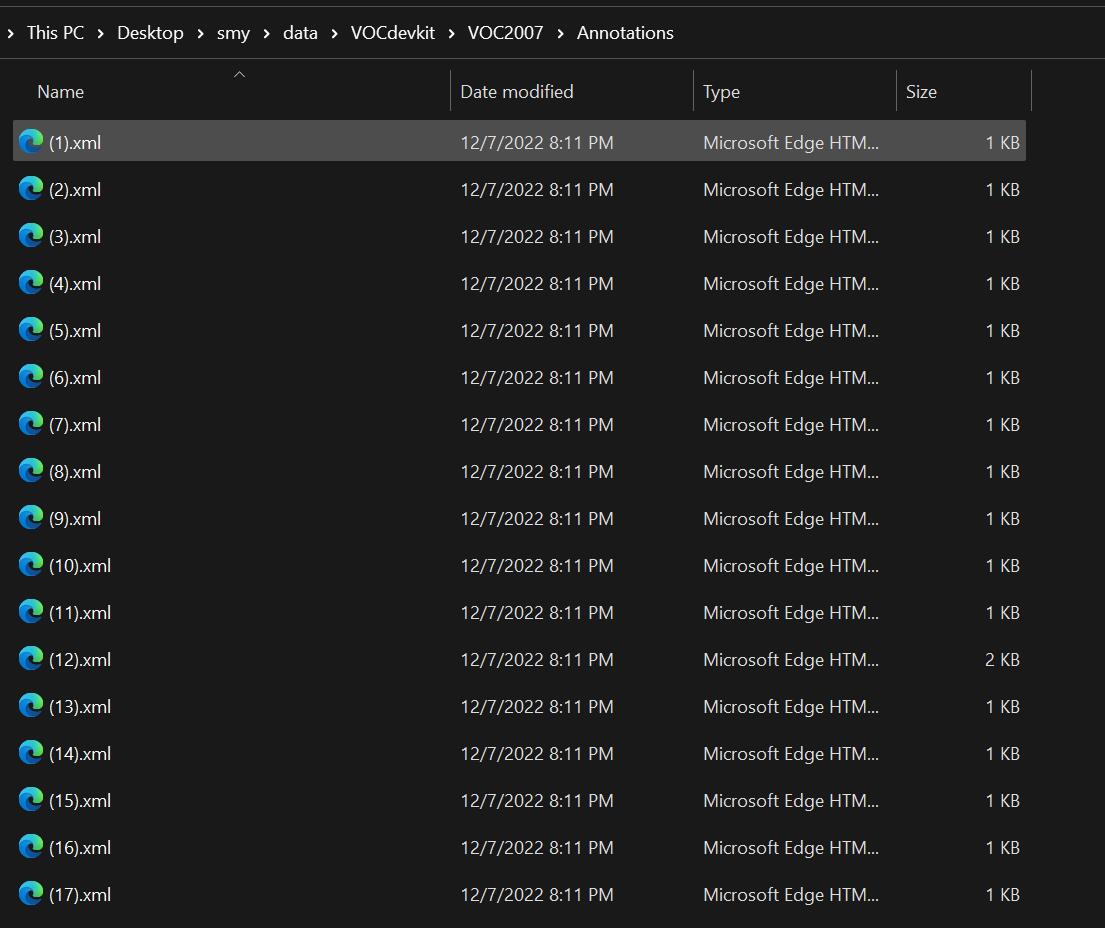 This PC > Desktop > smy > data > VOCdevkit > VOC2007 > Annotations
Name Date modified Type Size
(1).xml 12/7/2022 8:11 PM Microsoft Edge HTM... 1 KB
(2).xml 12/7/2022 8:11 PM Microsoft Edge HTM... 1 KB
(3).xml 12/7/2022 8:11 PM Microsoft Edge HTM... 1 KB
(4).xml 12/7/2022 8:11 PM Microsoft Edge HTM... 1 KB
(5).xml 12/7/2022 8:11 PM Microsoft Edge HTM... 1 KB
(6).xml 12/7/2022 8:11 PM Microsoft Edge HTM... 1 KB
(7).xml 12/7/2022 8:11 PM Microsoft Edge HTM... 1 KB
(8).xml 12/7/2022 8:11 PM Microsoft Edge HTM... 1 KB
(9).xml 12/7/2022 8:11 PM Microsoft Edge HTM... 1 KB
(10).xml 12/7/2022 8:11 PM Microsoft Edge HTM... 1 KB
(11).xml 12/7/2022 8:11 PM Microsoft Edge HTM... 1 KB
(12).xml 12/7/2022 8:11 PM Microsoft Edge HTM... 2 KB
(13).xml 12/7/2022 8:11 PM Microsoft Edge HTM... 1 KB
(14).xml 12/7/2022 8:11 PM Microsoft Edge HTM... 1 KB
(15).xml 12/7/2022 8:11 PM Microsoft Edge HTM... 1 KB
(16).xml 12/7/2022 8:11 PM Microsoft Edge HTM... 1 KB
(17).xml 12/7/2022 8:11 PM Microsoft Edge HTM... 1 KB